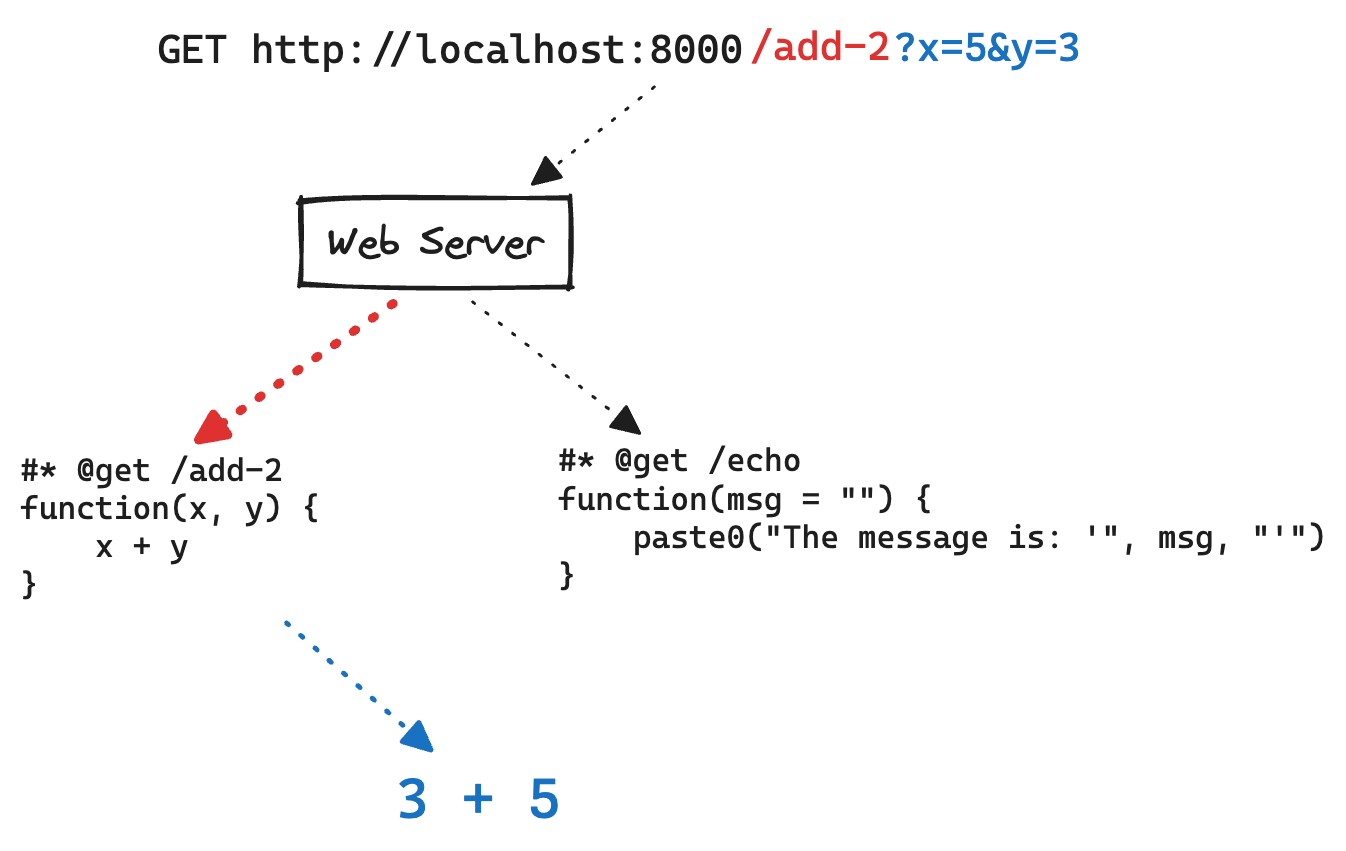 GET http://localhost:8000/add-2?x=5&y=3
Web Server
#* @get /add-2
function(x, y) {
    x + y
}
#* @get /echo
function(msg = "") {
    paste0("The message is: '", msg, "'")
}
3 + 5